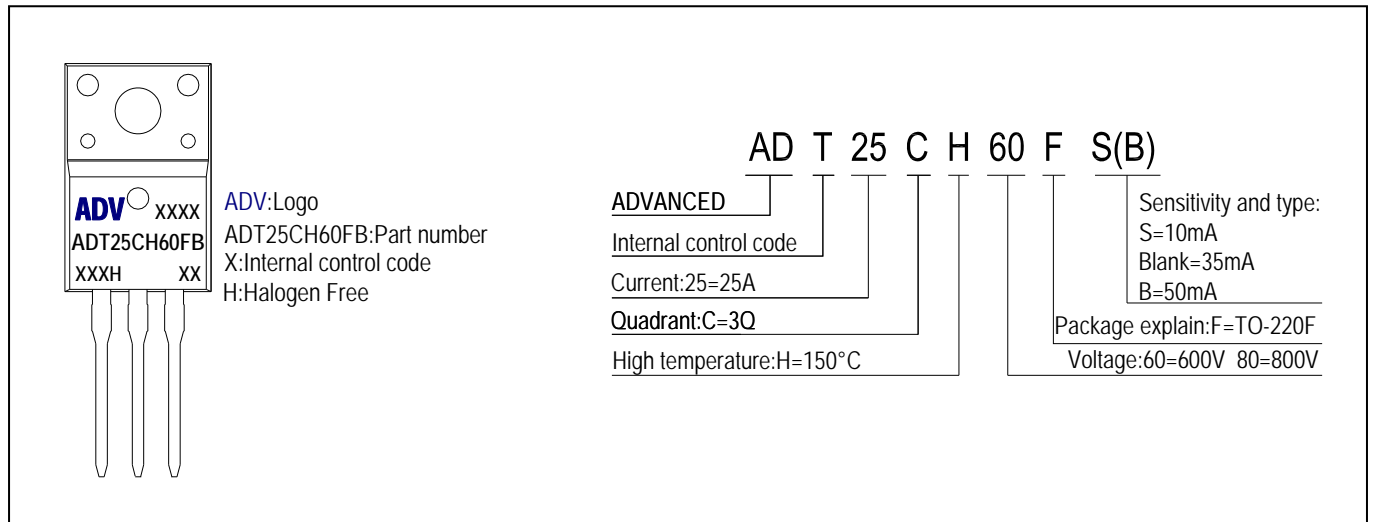 ADV XXXX
ADT25CH60FB
XXXH XX
ADV:Logo
ADT25CH60FB:Part number
X:Internal control code
H:Halogen Free
AD T 25 C H 60 F S(B)
ADVANCED
Internal control code
Current:25=25A
Quadrant:C=3Q
High temperature:H=150°C
Sensitivity and type:
S=10mA
Blank=35mA
B=50mA
Package explain:F=TO-220F
Voltage:60=600V 80=800V